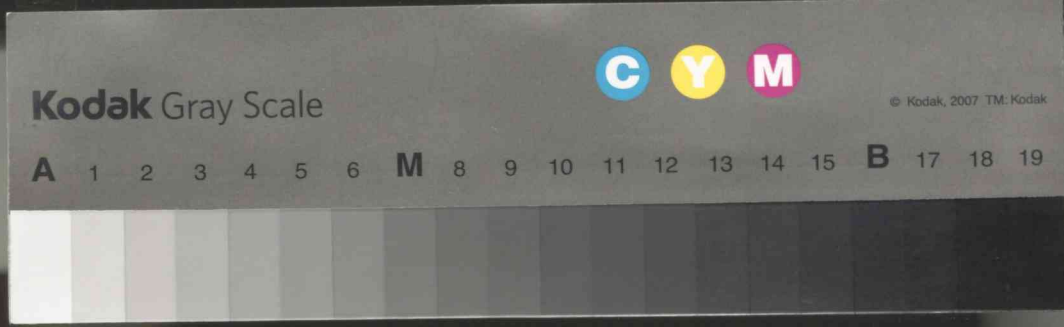 C Y M
Kodak Gray Scale
© Kodak, 2007 TM: Kodak
A 1 2 3 4 5 6 M 8 9 10 11 12 13 14 15 B 17 18 19